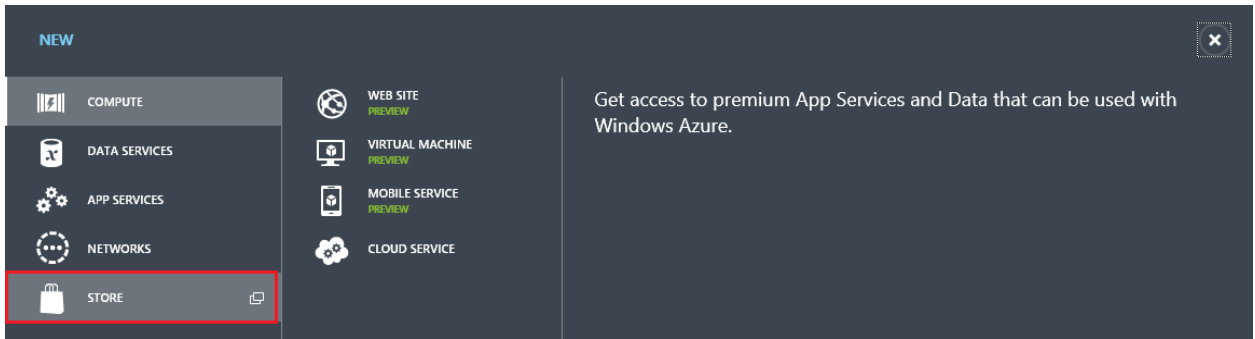 NEW
COMPUTE
DATA SERVICES
APP SERVICES
NETWORKS
STORE
WEB SITE
PREVIEW
VIRTUAL MACHINE
PREVIEW
MOBILE SERVICE
PREVIEW
CLOUD SERVICE
Get access to premium App Services and Data that can be used with
Windows Azure.